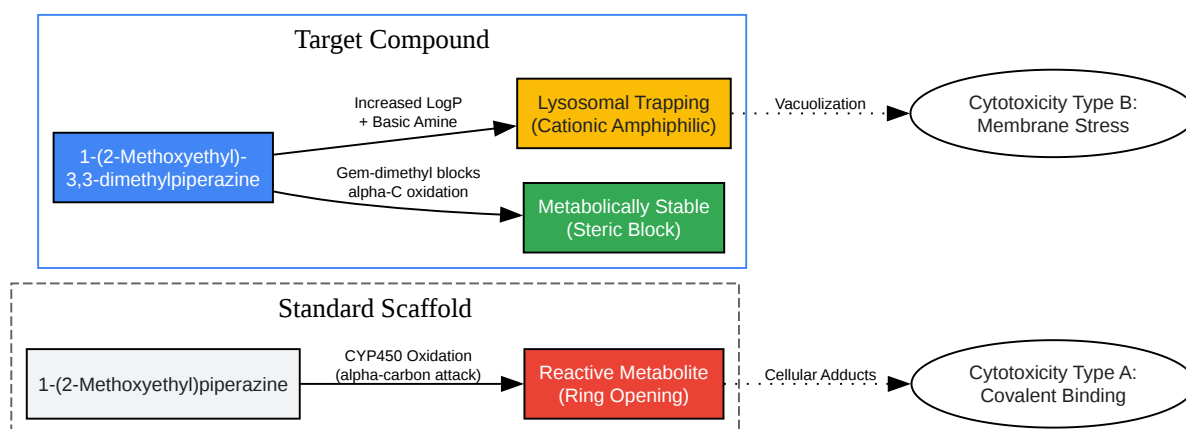 Target Compound
1-(2-Methoxyethyl)-
3,3-dimethylpiperazine
Increased LogP
+ Basic Amine
Lysosomal Trapping
(Cationic Amphiphilic)
Vacuolization
Cytotoxicity Type B:
Membrane Stress
Gem-dimethyl blocks
alpha-C oxidation
Metabolically Stable
(Steric Block)
Standard Scaffold
1-(2-Methoxyethyl)piperazine
CYP450 Oxidation
(alpha-carbon attack)
Reactive Metabolite
(Ring Opening)
Cellular Adducts
Cytotoxicity Type A:
Covalent Binding